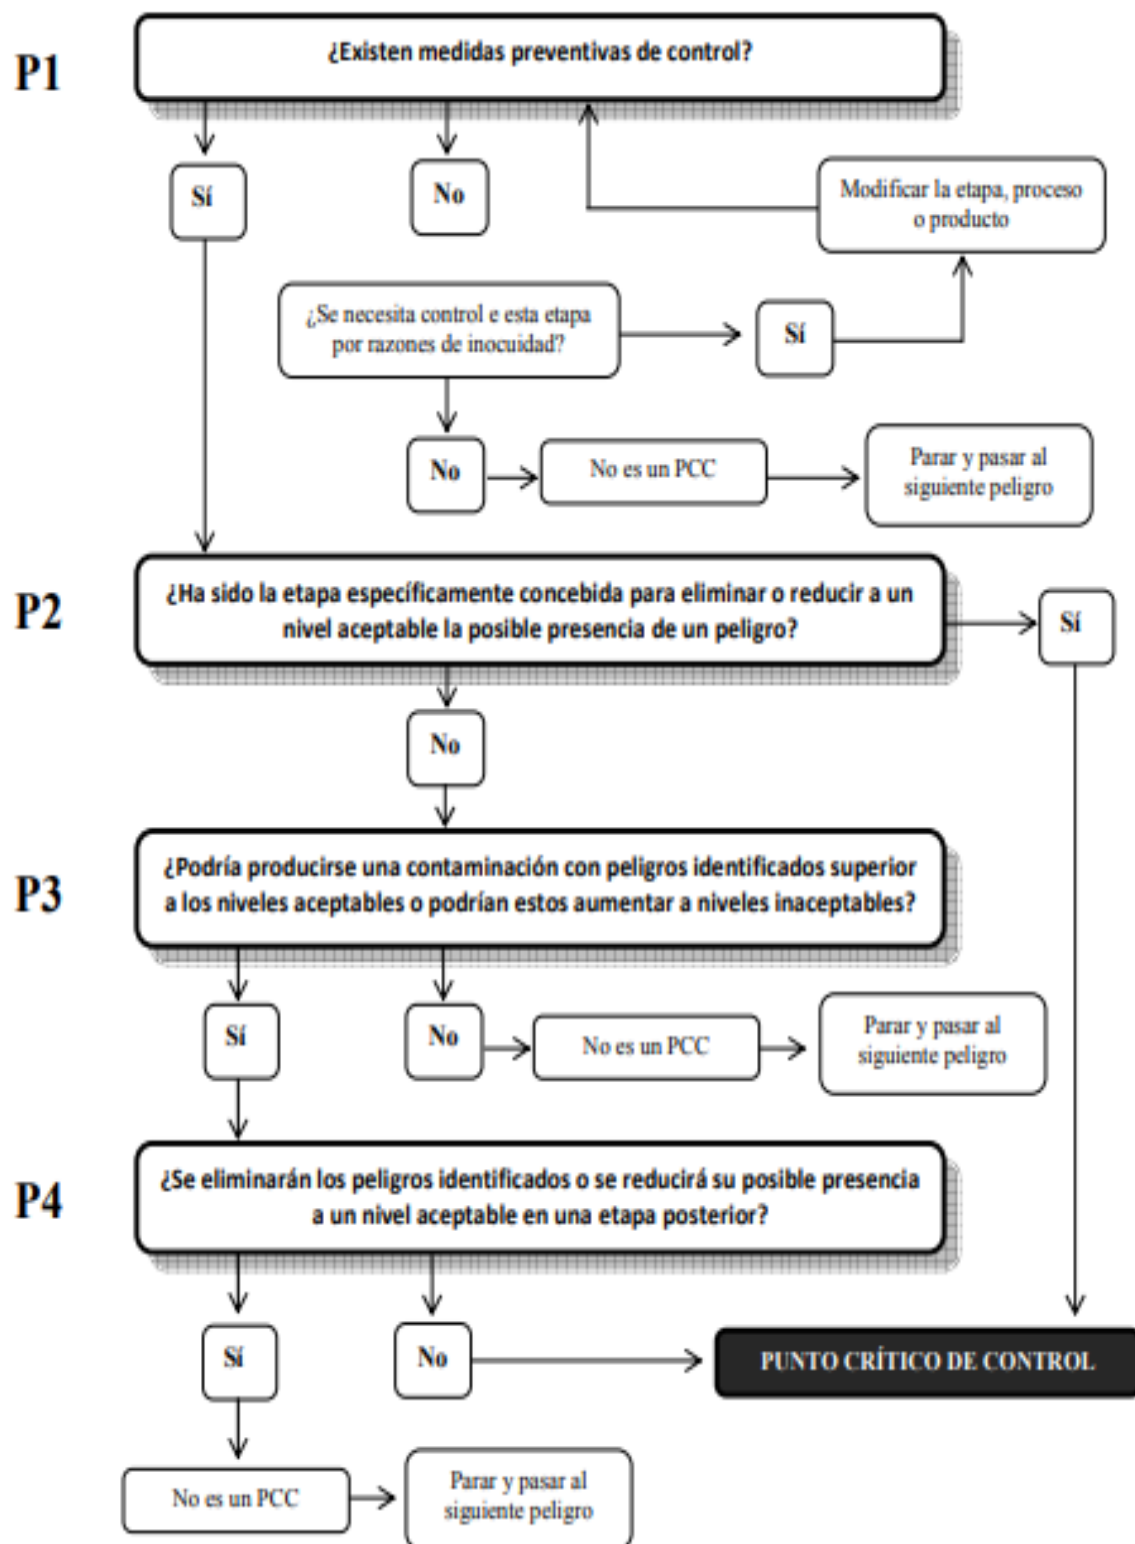 P1
¿Existen medidas preventivas de control?
Sí
No
Modificar la etapa, proceso
o producto
¿Se necesita control e esta etapa
por razones de inocuidad?
Sí
No
No es un PCC
Parar y pasar al
siguiente peligro
P2
¿Ha sido la etapa específicamente concebida para eliminar o reducir a un
nivel aceptable la posible presencia de un peligro?
Sí
No
P3
¿Podría producirse una contaminación con peligros identificados superior
a los niveles aceptables o podrían estos aumentar a niveles inaceptables?
Sí
No
No es un PCC
Parar y pasar al
siguiente peligro
P4
¿Se eliminarán los peligros identificados o se reducirá su posible presencia
a un nivel aceptable en una etapa posterior?
Sí
No
PUNTO CRÍTICO DE CONTROL
No es un PCC
Parar y pasar al
siguiente peligro